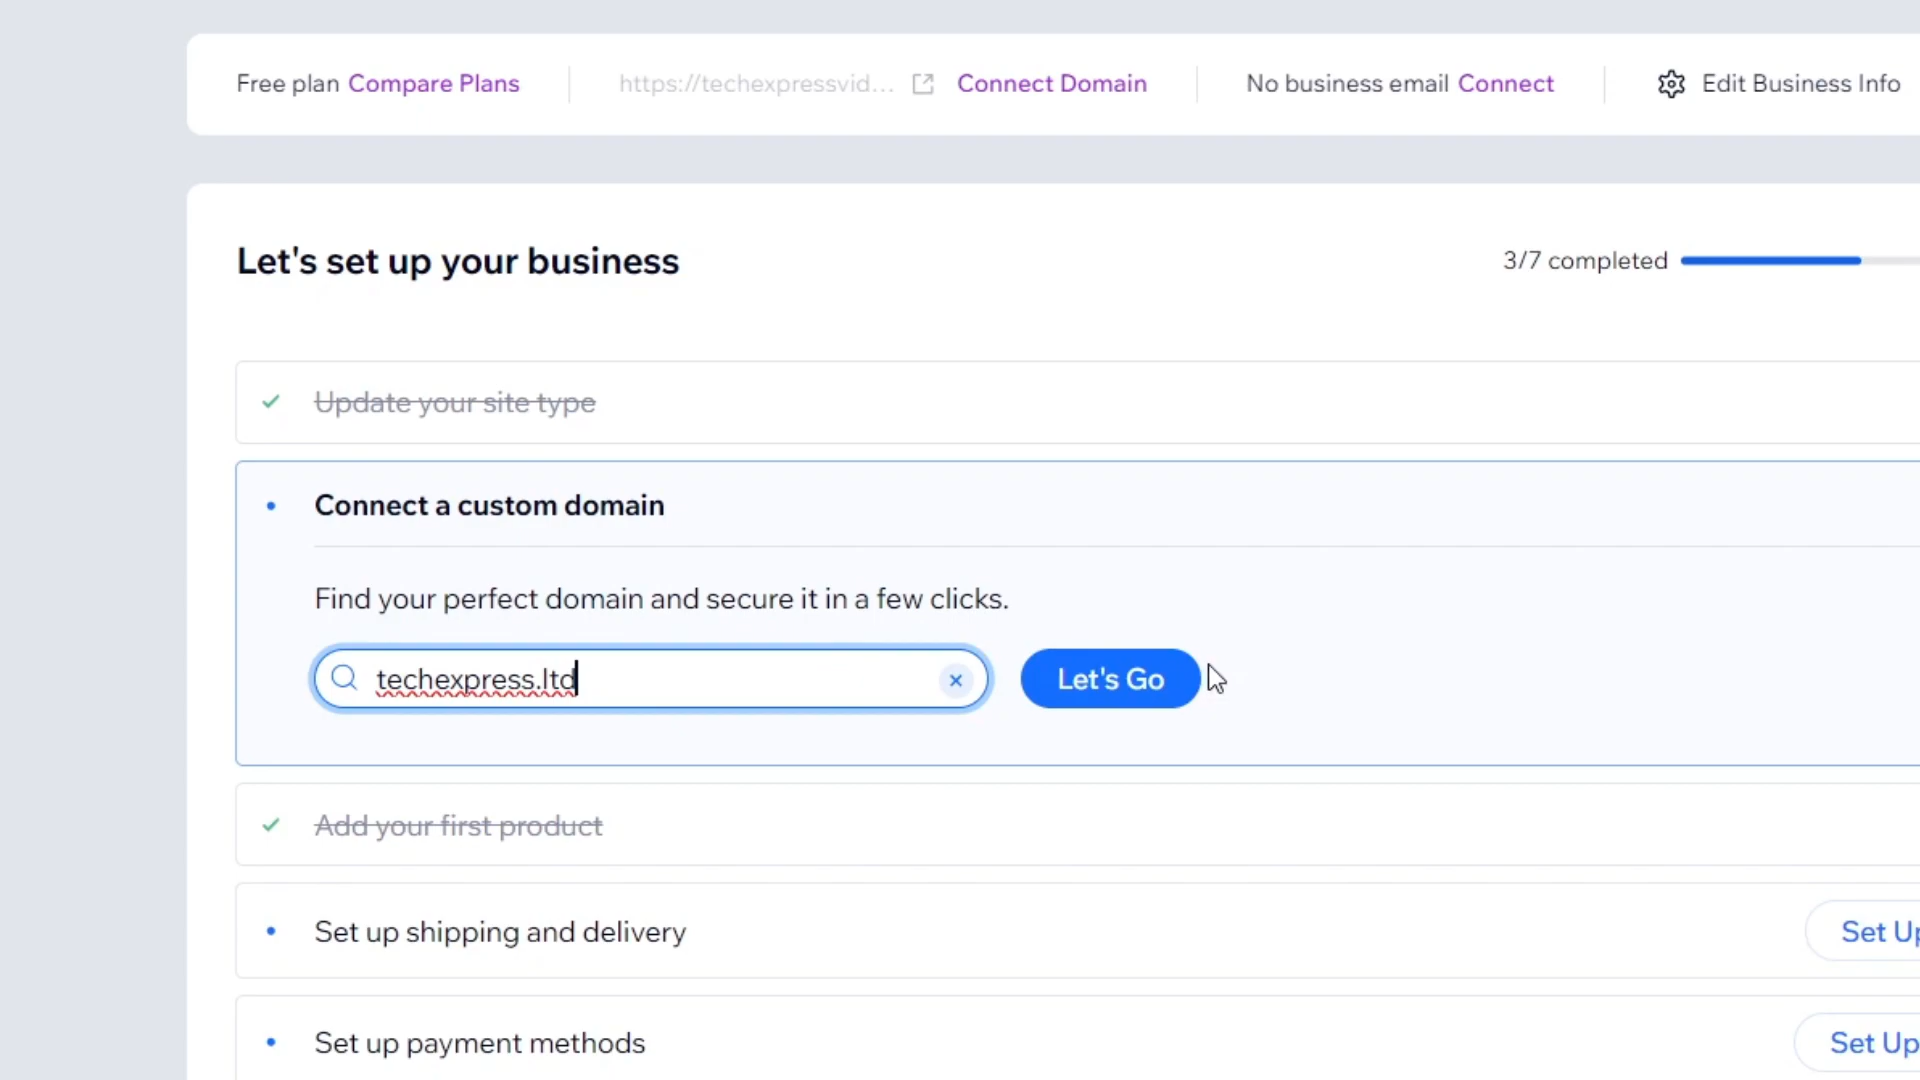 Free plan Compare Plans https://techexpressvid... Connect Domain No business email Connect Edit Business Info
Let's set up your business
3/7 completed
Update your site type
Connect a custom domain
Find your perfect domain and secure it in a few clicks.
techexpress.ltd Let's Go
Add your first product
Set up shipping and delivery Set Up
Set up payment methods Set Up